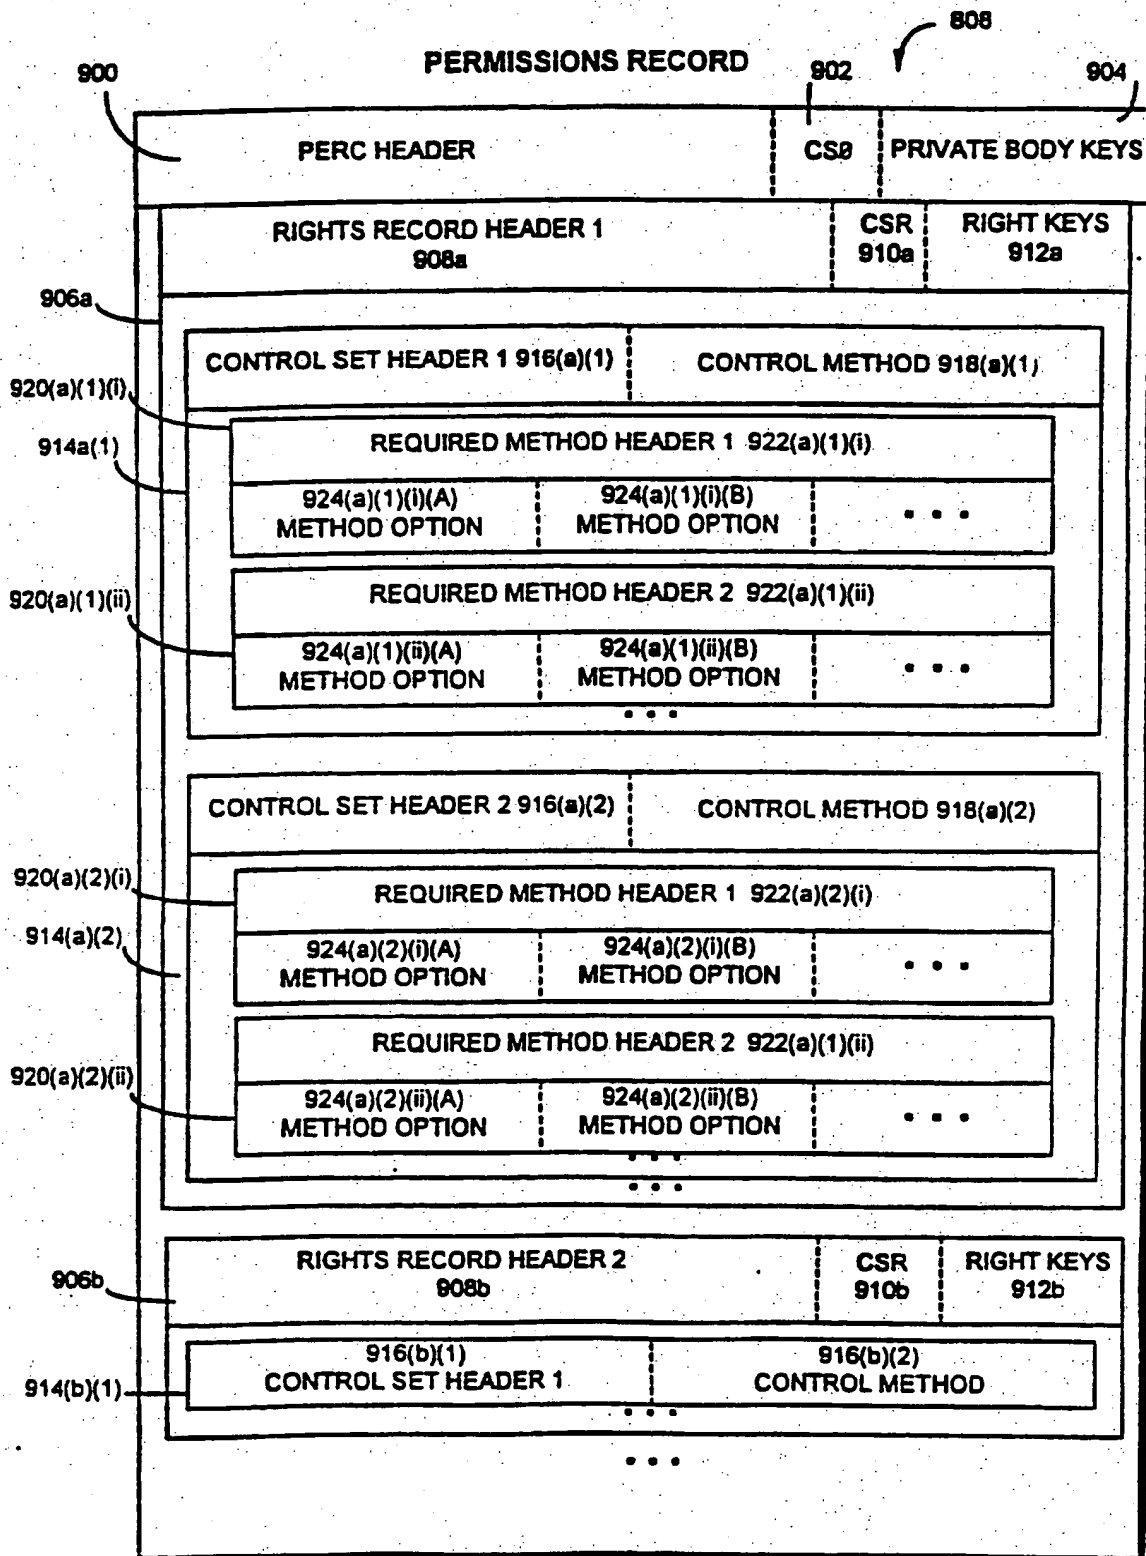 808
PERMISSIONS RECORD
900
902
904
PERC HEADER
CS0
PRIVATE BODY KEYS
RIGHTS RECORD HEADER 1
908a
CSR
910a
RIGHT KEYS
912a
906a
CONTROL SET HEADER 1 916(a)(1)
CONTROL METHOD 918(a)(1)
920(a)(1)(i)
REQUIRED METHOD HEADER 1 922(a)(1)(i)
914a(1)
924(a)(1)(i)(A)
METHOD OPTION
924(a)(1)(i)(B)
METHOD OPTION
• • •
920(a)(1)(ii)
REQUIRED METHOD HEADER 2 922(a)(1)(ii)
924(a)(1)(ii)(A)
METHOD OPTION
924(a)(1)(ii)(B)
METHOD OPTION
• • •
• • •
CONTROL SET HEADER 2 916(a)(2)
CONTROL METHOD 918(a)(2)
920(a)(2)(i)
REQUIRED METHOD HEADER 1 922(a)(2)(i)
914(a)(2)
924(a)(2)(i)(A)
METHOD OPTION
924(a)(2)(i)(B)
METHOD OPTION
• • •
REQUIRED METHOD HEADER 2 922(a)(1)(ii)
920(a)(2)(ii)
924(a)(2)(ii)(A)
METHOD OPTION
924(a)(2)(ii)(B)
METHOD OPTION
• • •
• • •
• • •
906b
RIGHTS RECORD HEADER 2
908b
CSR
910b
RIGHT KEYS
912b
914(b)(1)
916(b)(1)
CONTROL SET HEADER 1
916(b)(2)
CONTROL METHOD
• • •
• • •